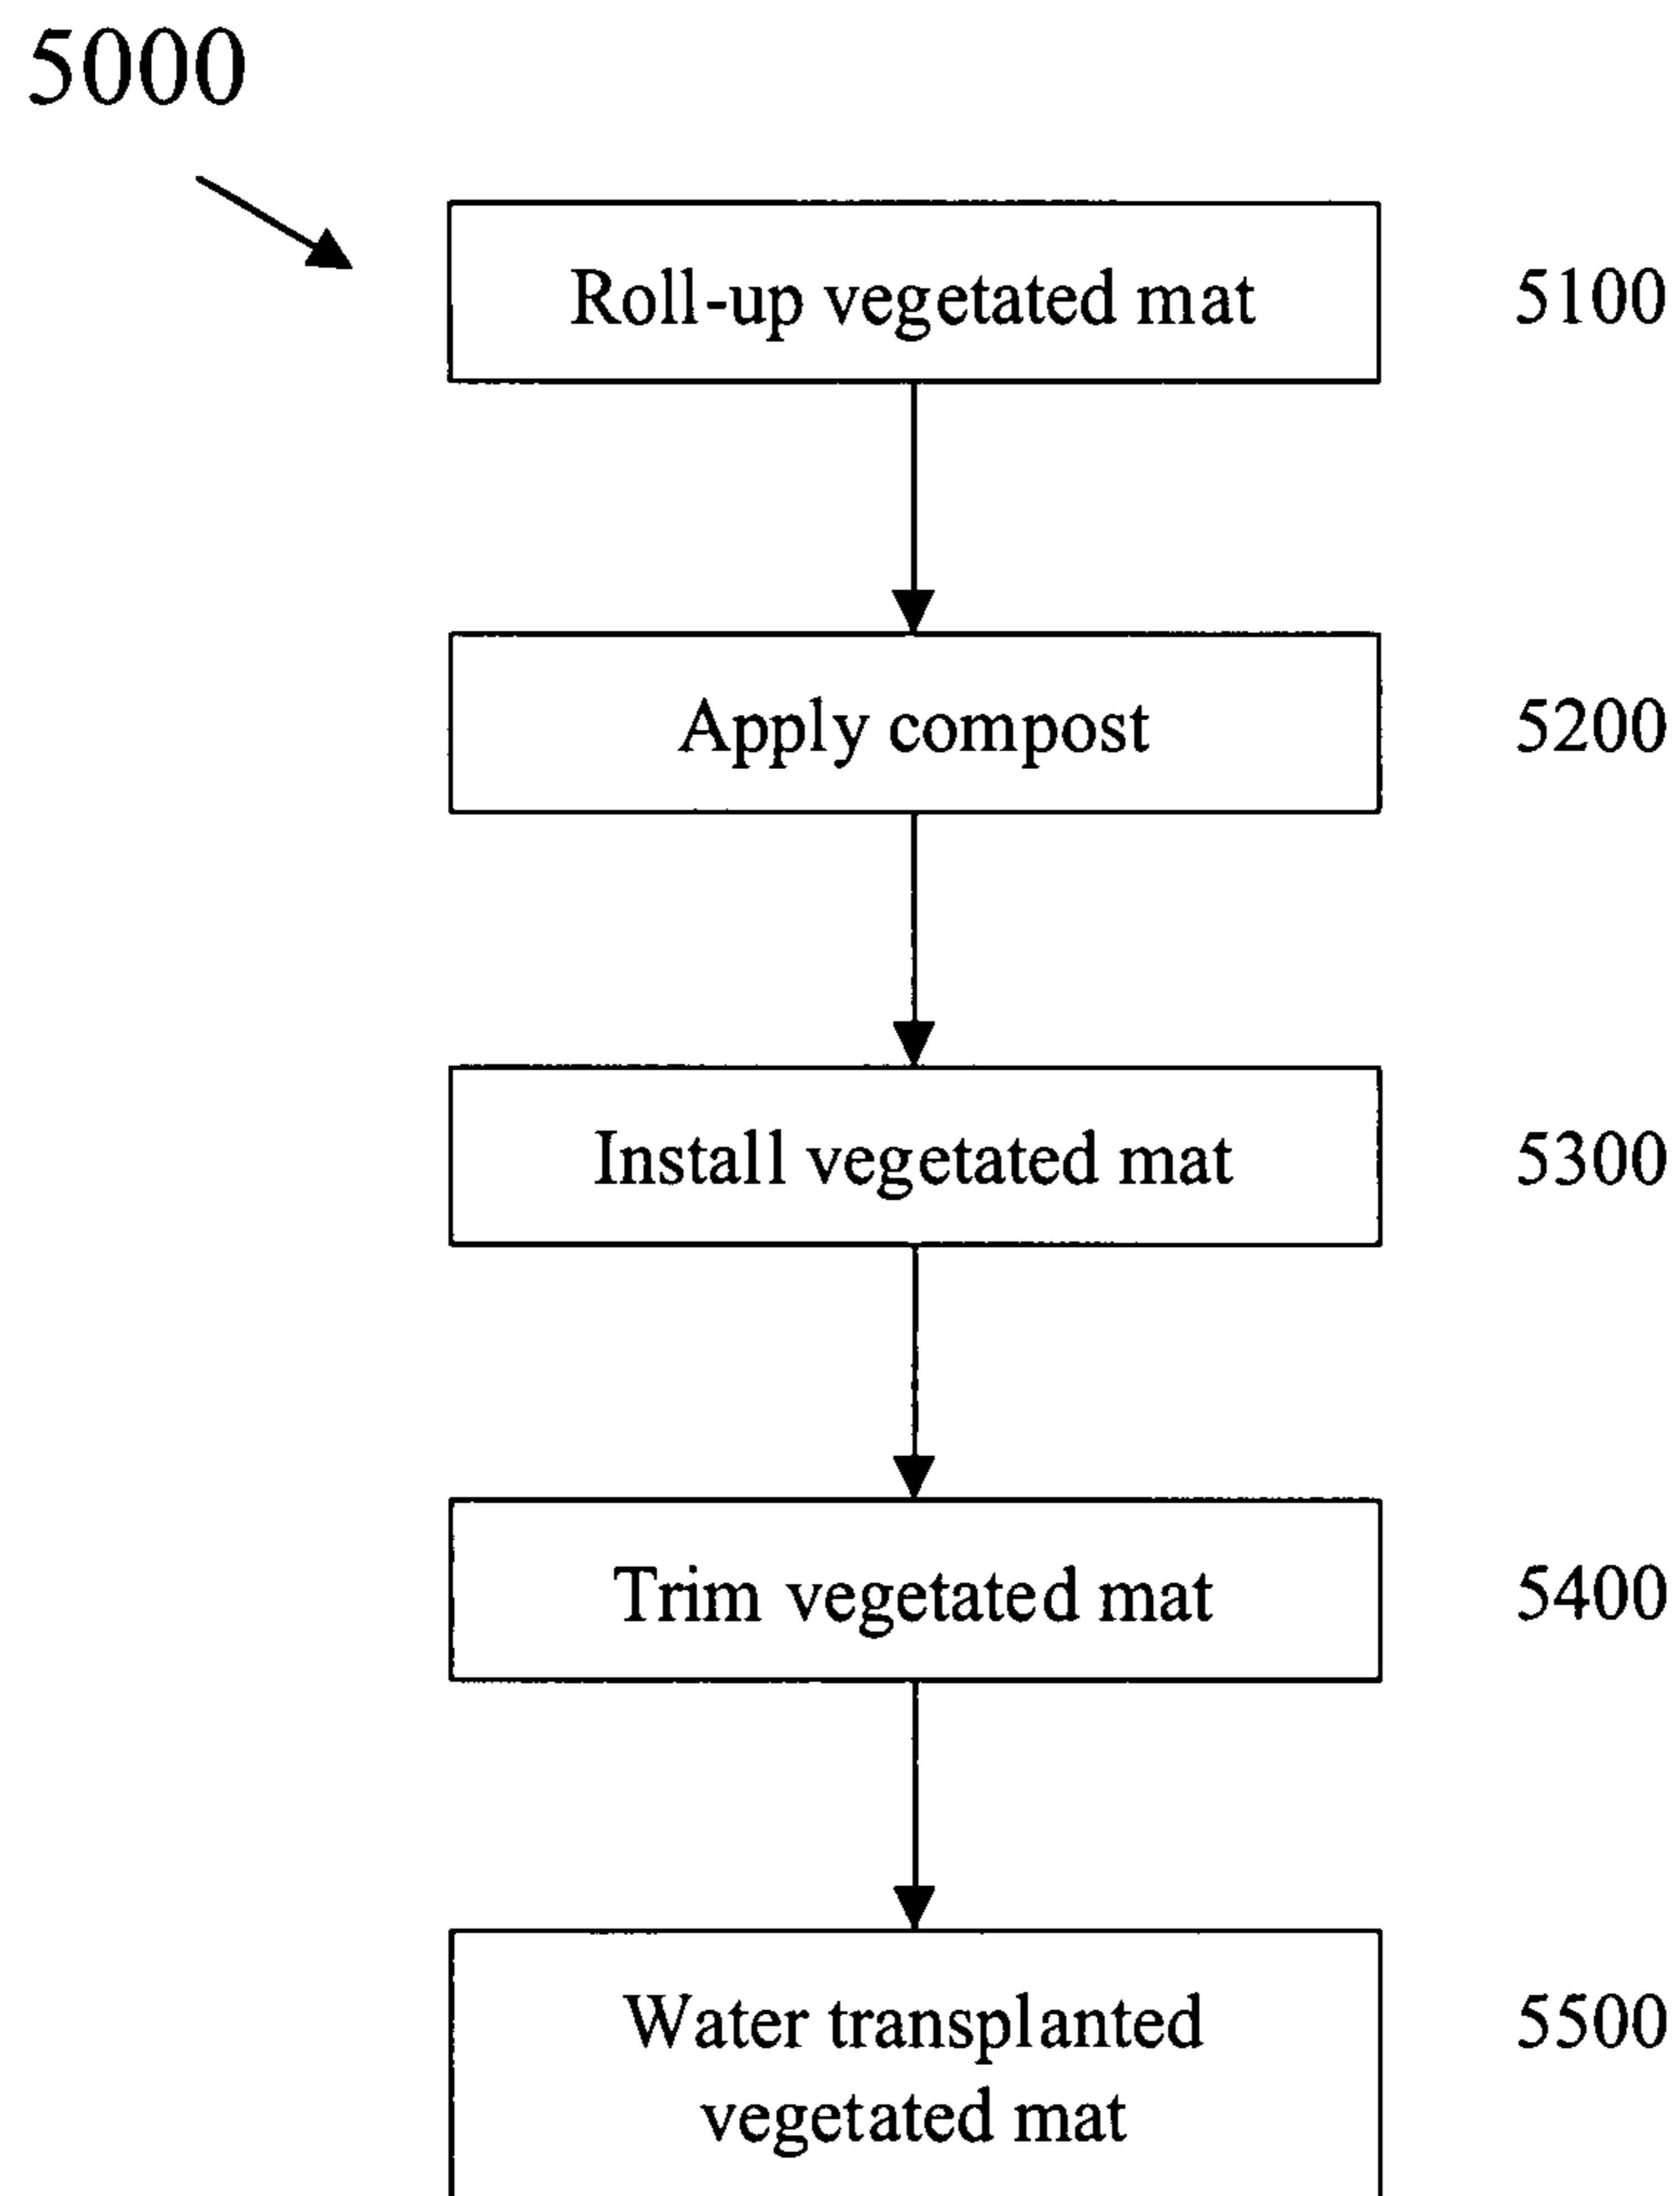 5000
Roll-up vegetated mat
5100
Apply compost
5200
Install vegetated mat
5300
Trim vegetated mat
5400
Water transplanted
5500
vegetated mat